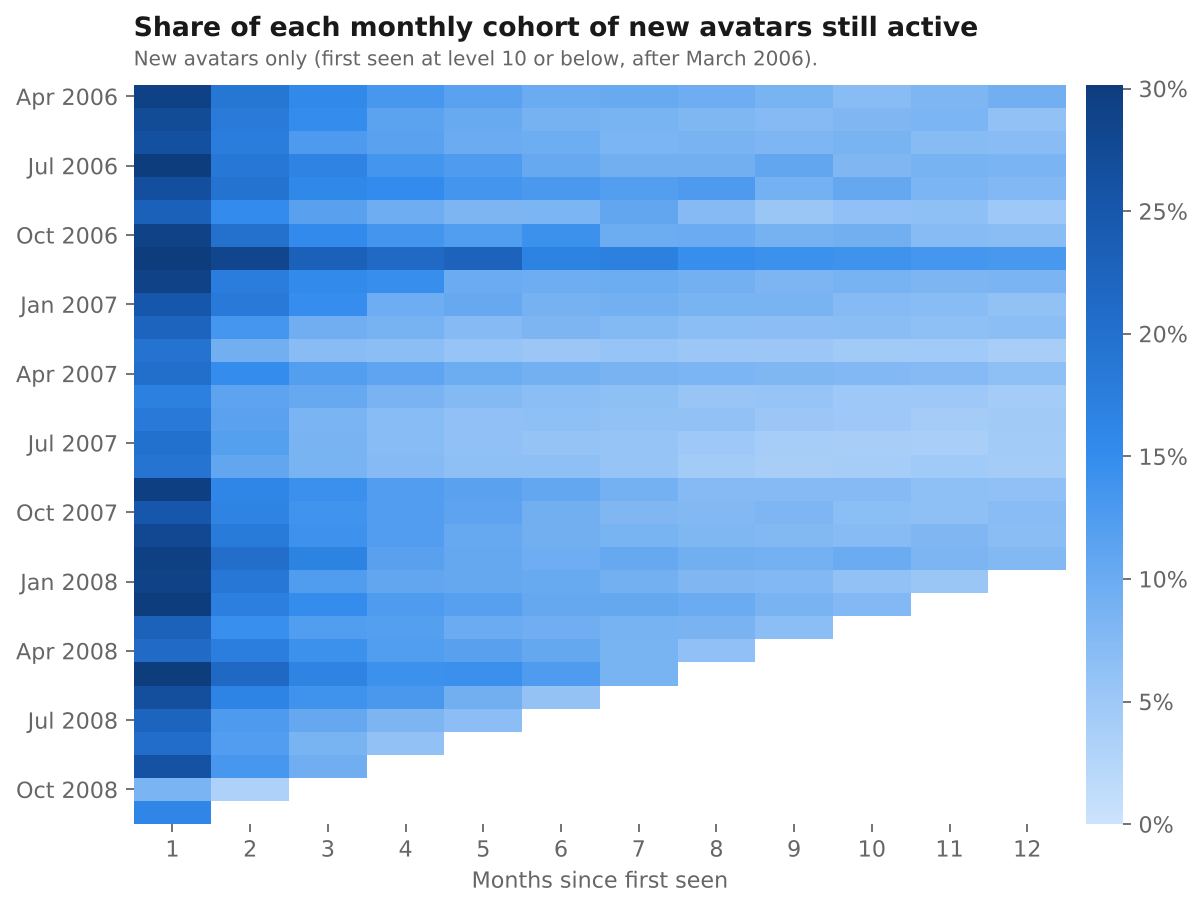 Share of each monthly cohort of new avatars still active
New avatars only (first seen at level 10 or below, after March 2006).
Apr 2006
Jul 2006
Oct 2006
Jan 2007
Apr 2007
Jul 2007
Oct 2007
Jan 2008
Apr 2008
Jul 2008
Oct 2008
30%
25%
20%
15%
10%
5%
0%
1 2 3 4 5 6 7 8 9 10 11 12
Months since first seen